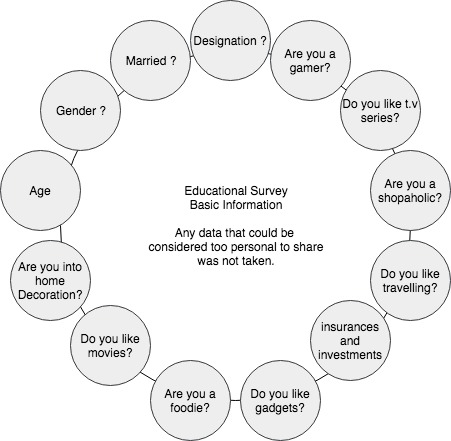 Designation ?
Are you a
gamer?
Do you like t.v
series?
Are you a
shopaholic?
Do you like
travelling?
insurances
and
investments
Do you like
gadgets?
Are you a
foodie?
Do you like
movies?
Are you into
home
Decoration?
Age
Gender ?
Married ?
Educational Survey
Basic Information
Any data that could be
considered too personal to share
was not taken.